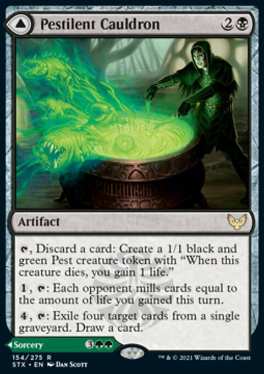 Pestilent Cauldron 2
Artifact
, Discard a card: Create a 1/1 black and
green Pest creature token with “When this
creature dies, you gain 1 life.”
1, : Each opponent mills cards equal
to the amount of life you gained this turn.
4, : Exile four target cards from a single
graveyard. Draw a card.
Sorcery 3
154/275 R
STX • EN Dan Scott
™ & © 2021 Wizards of the Coast